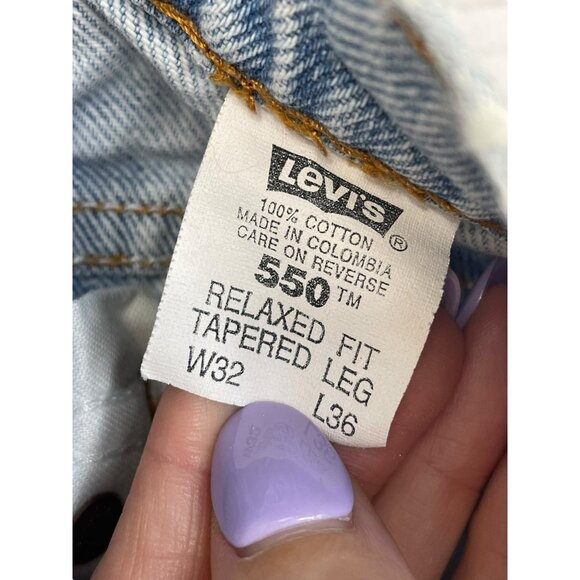 Levi's ®
100% COTTON
MADE IN COLOMBIA
CARE ON REVERSE
550 TM
RELAXED FIT
TAPERED LEG
W32 L36